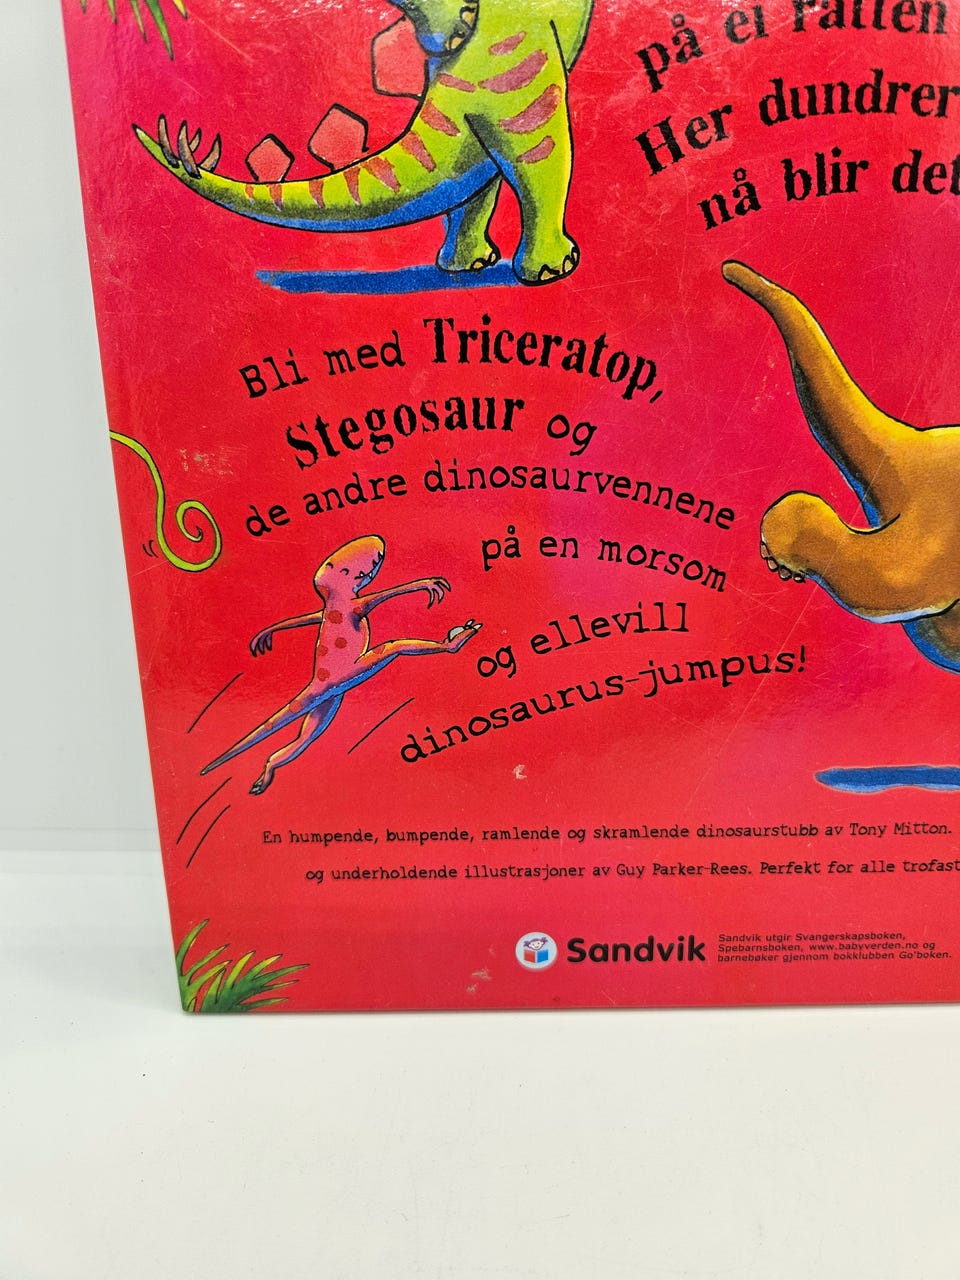 på ei ratten
Her dundrer
nå blir det
Bli med Triceratop,
Stegosaur og
de andre dinosaurvennene
på en morsom
og ellevill
dinosaurus-jumpus!
En humpende, bumpende, ramlende og skramlende dinosaurstubb av Tony Mitton.
og underholdende illustrasjoner av Guy Parker-Rees. Perfekt for alle trofast
Sandvik
Sandvik utgir Svangerskapsboken,
Spebarnsboken, www.babyverden.no og
barnebøker gjennom bokklubben Go'boken.